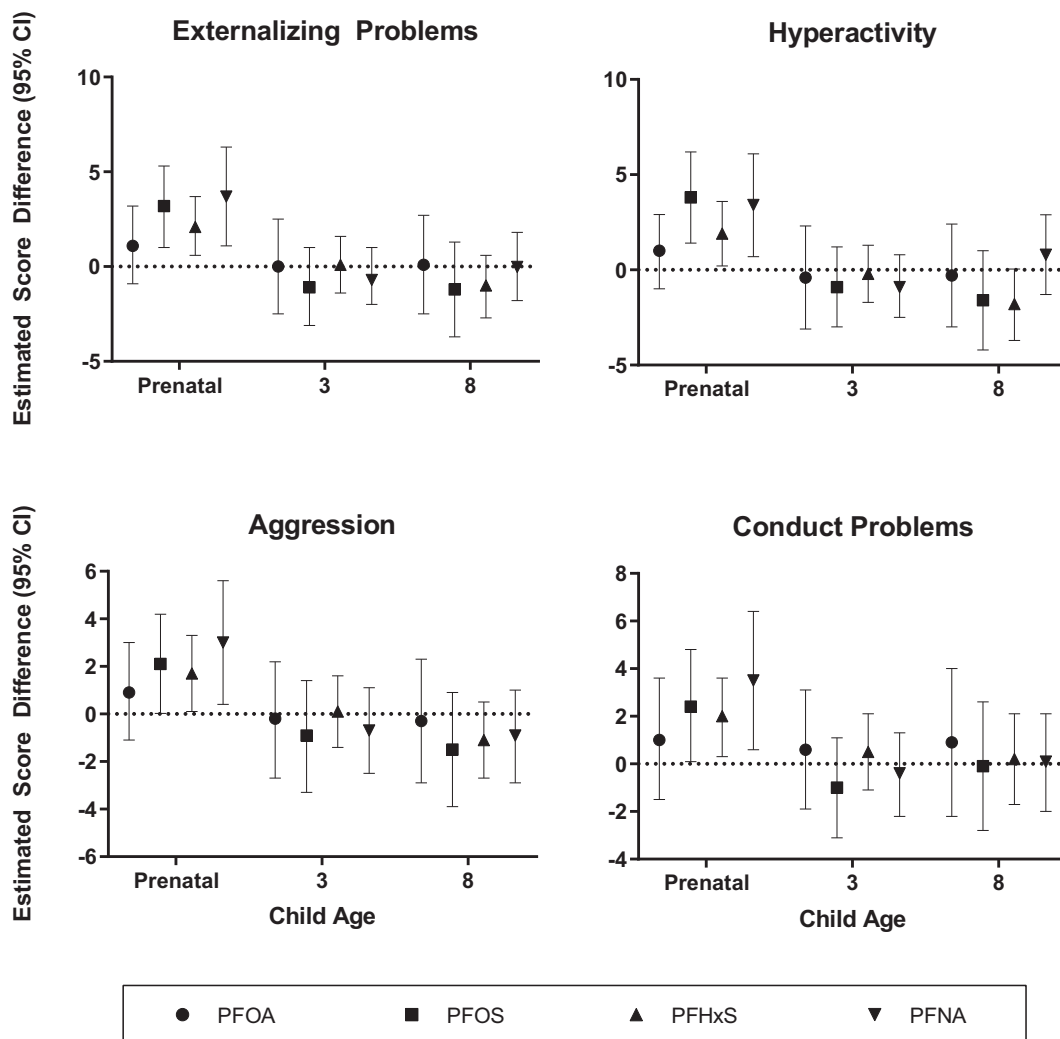 Externalizing Problems
Estimated Score Difference (95% CI)
10
5
0
-5
Prenatal 3 8
Hyperactivity
10
5
0
-5
Prenatal 3 8
Aggression
Estimated Score Difference (95% CI)
6
4
2
0
-2
-4
-6
Prenatal 3 8
Child Age
Conduct Problems
8
6
4
2
0
-2
-4
Prenatal 3 8
Child Age
PFOA PFOS PFHxS PFNA